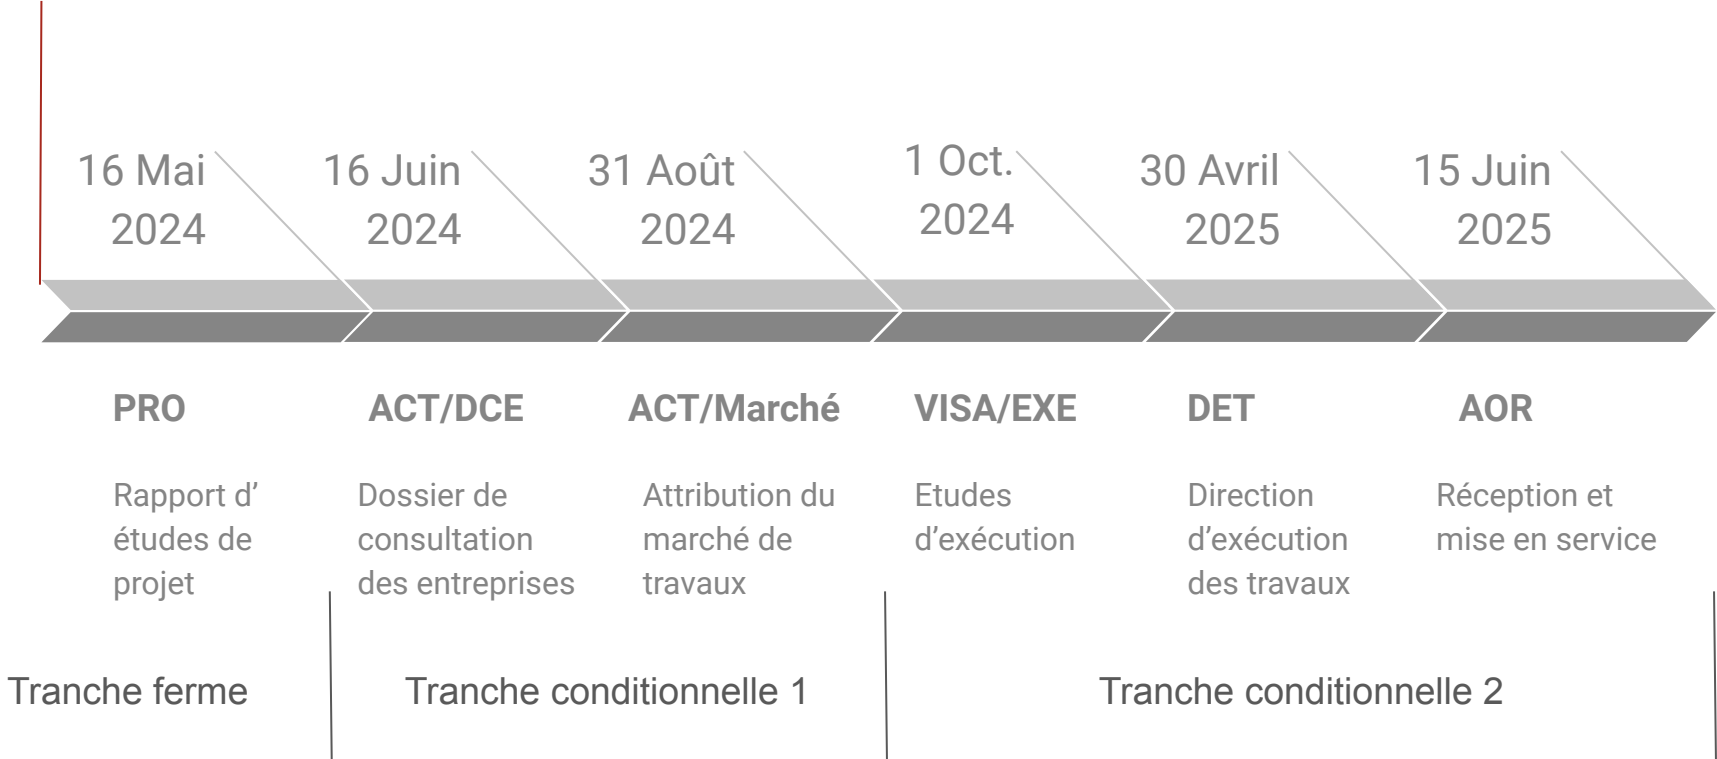 16 Mai
2024
16 Juin
2024
31 Août
2024
1 Oct.
2024
30 Avril
2025
15 Juin
2025
PRO
ACT/DCE
ACT/Marché
VISA/EXE
DET
AOR
Rapport d’
études de
projet
Dossier de
consultation
des entreprises
Attribution du
marché de
travaux
Etudes
d’exécution
Direction
d’exécution
des travaux
Réception et
mise en service
Tranche ferme
Tranche conditionnelle 1
Tranche conditionnelle 2